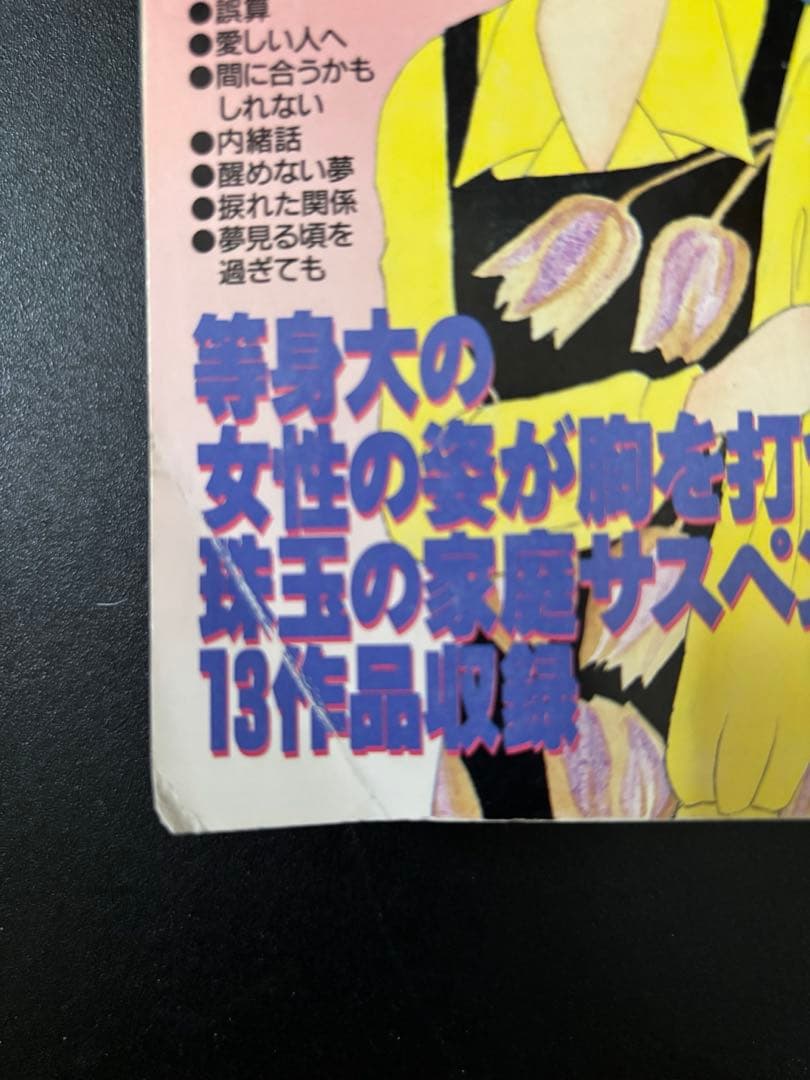 ●誤算
●愛しい人へ
●間に合うかも
しれない
●内緒話
●醒めない夢
●捩れた関係
●夢見る頃を
過ぎても
等身大の
女性の姿が胸を打
珠玉の家庭サスペ
13作品収録